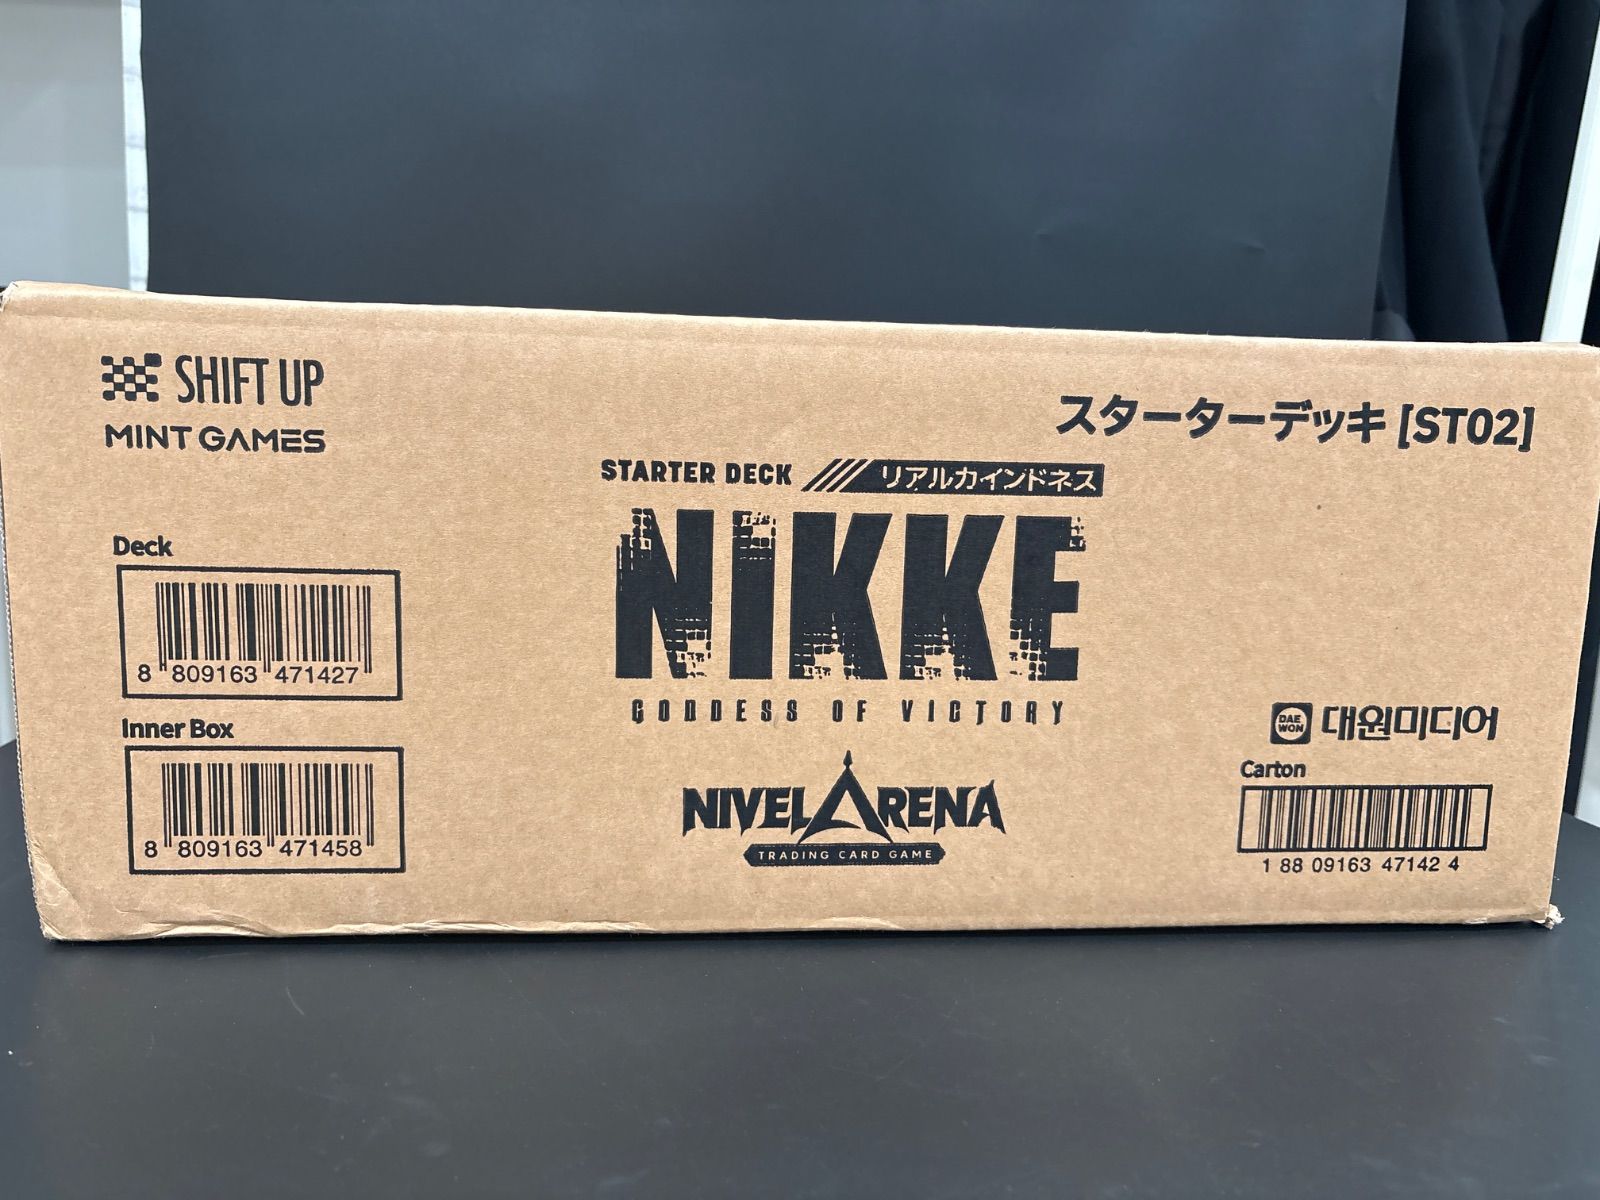 SHIFT UP
MINT GAMES
スターターデッキ [ST02]
STARTER DECK リアルカインドネス
NIKKE
GODDESS OF VICTORY
NIVEL ARENA
TRADING CARD GAME
Deck
8 809163 471427
Inner Box
8 809163 471458
DAE
WON
대원미디어
Carton
1 88 09163 47142 4